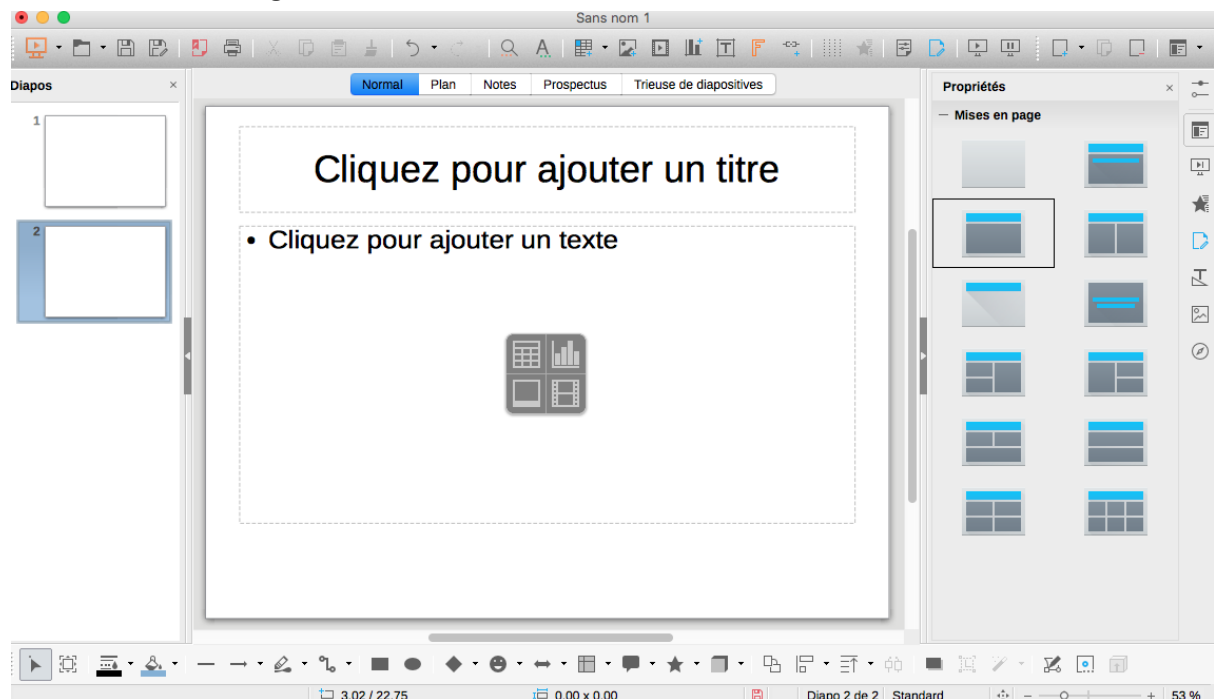 Sans nom 1
Diapos
Normal Plan Notes Prospectus Trieuse de diapositives
Propriétés
Mises en page
1
2
Cliquez pour ajouter un titre
• Cliquez pour ajouter un texte
3,02 / 22,75 0,00 x 0,00 Diapo 2 de 2 Standard 53 %